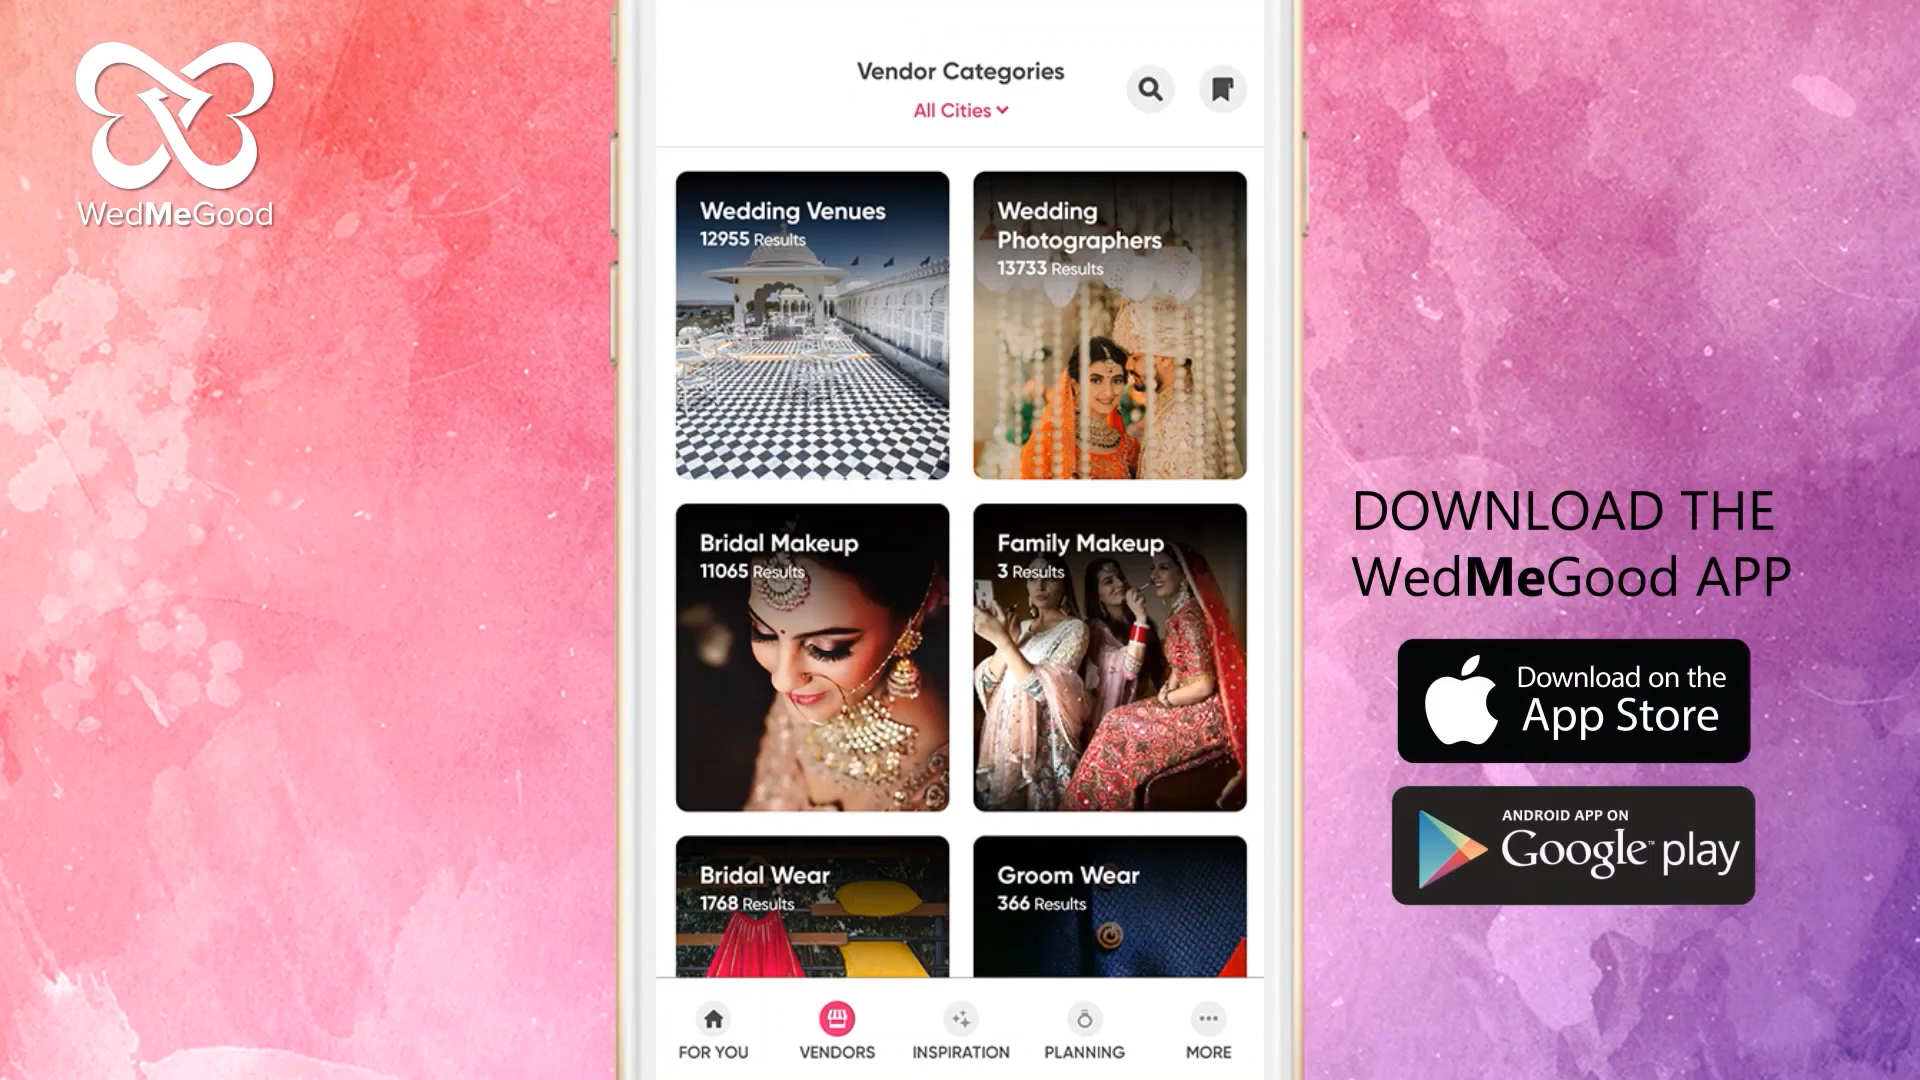 WedMeGood
Vendor Categories
All Cities
Wedding Venues
12955 Results
Wedding
Photographers
13733 Results
Bridal Makeup
11065 Results
Family Makeup
3 Results
Bridal Wear
1768 Results
Groom Wear
366 Results
FOR YOU
VENDORS
INSPIRATION
PLANNING
MORE
DOWNLOAD THE
WedMeGood APP
Download on the
App Store
ANDROID APP ON
Google™ play